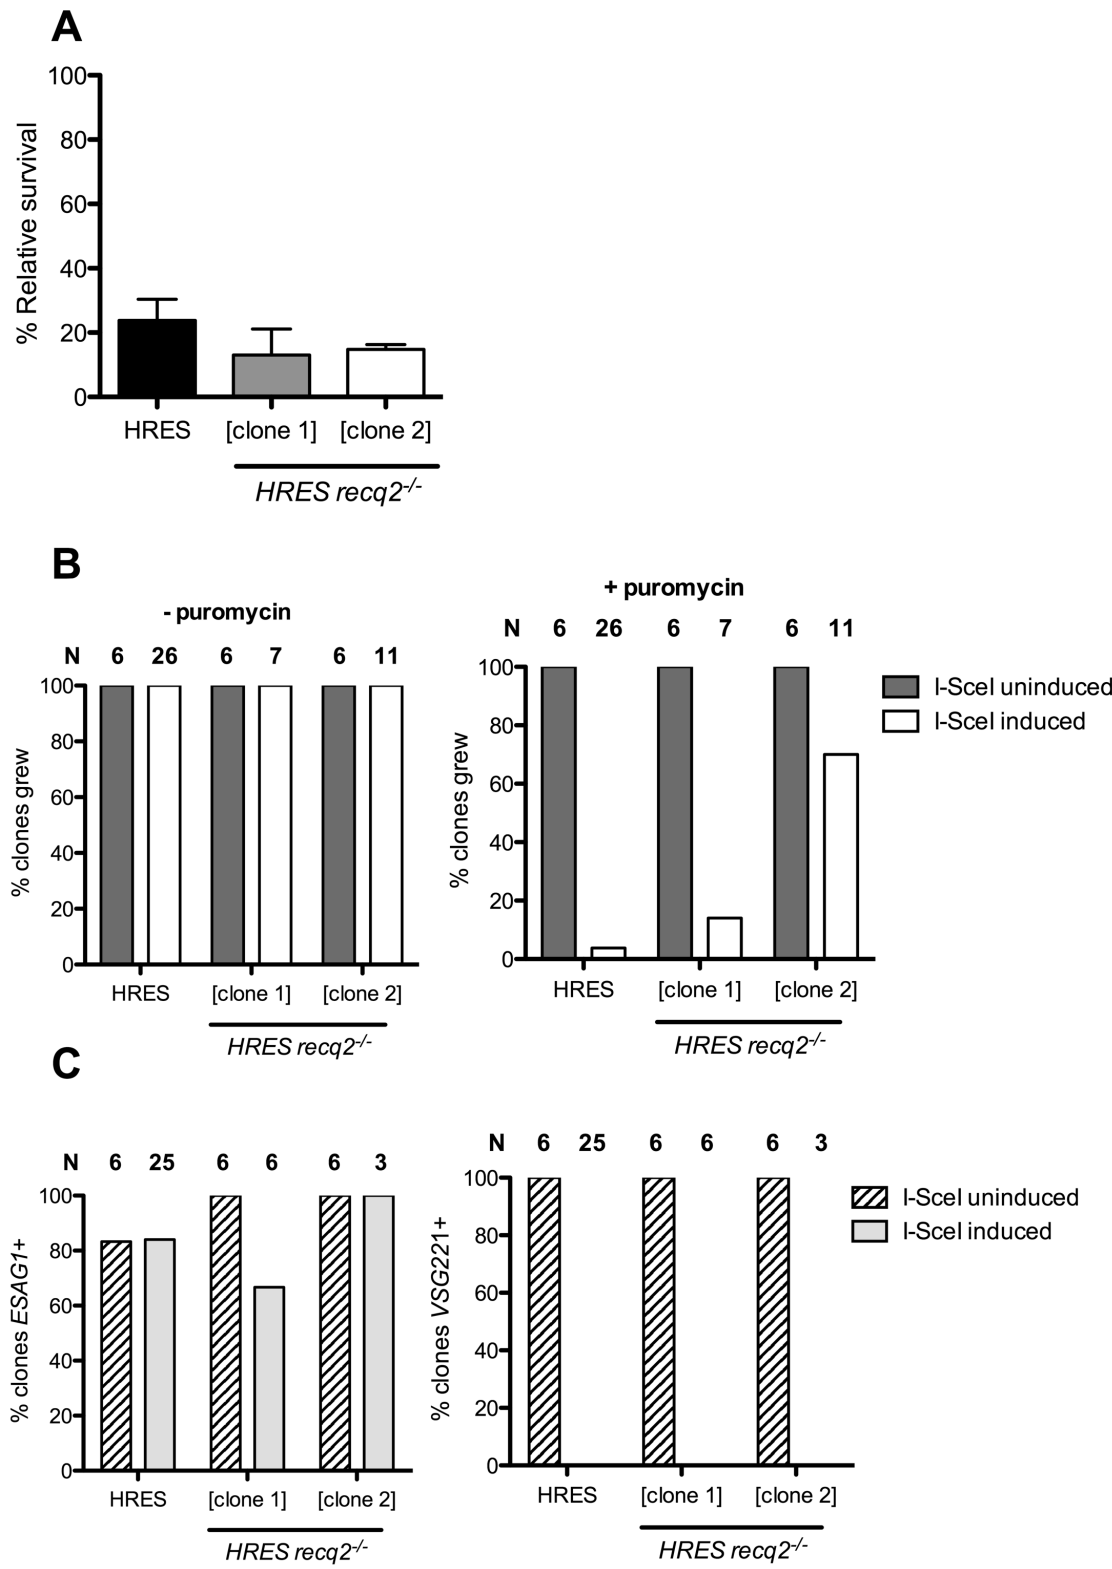 A
100
80
60
40
20
0
% Relative survival
HRES [clone 1] [clone 2]
HRES recq2-/-
B
- puromycin
N 6 26 6 7 6 11
100
80
60
40
20
0
% clones grew
HRES [clone 1] [clone 2]
HRES recq2-/-
+ puromycin
N 6 26 6 7 6 11
100
80
60
40
20
0
% clones grew
HRES [clone 1] [clone 2]
HRES recq2-/-
I-SceI uninduced
I-SceI induced
C
N 6 25 6 6 6 3
100
80
60
40
20
0
% clones ESAG1+
HRES [clone 1] [clone 2]
HRES recq2-/-
N 6 25 6 6 6 3
100
80
60
40
20
0
% clones VSG221+
HRES [clone 1] [clone 2]
HRES recq2-/-
I-SceI uninduced
I-SceI induced